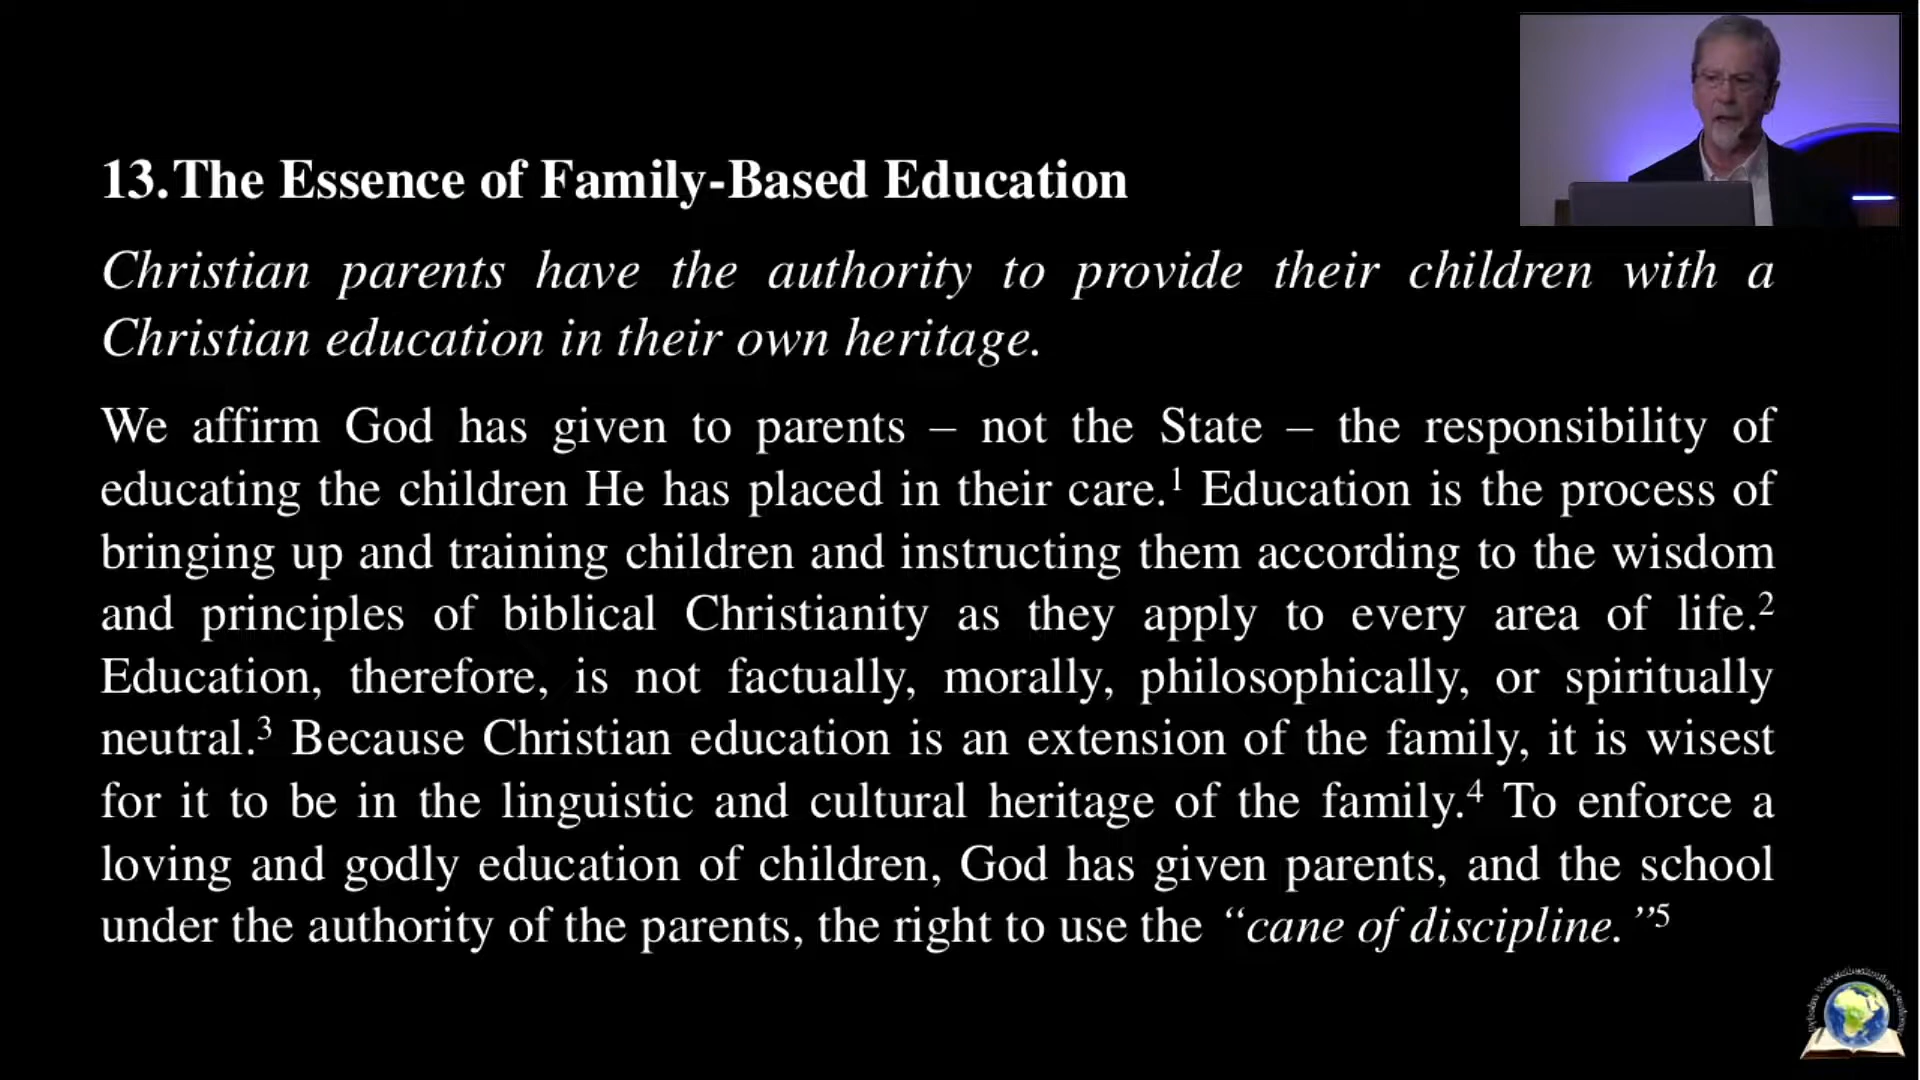 13. The Essence of Family-Based Education
Christian parents have the authority to provide their children with a
Christian education in their own heritage.
We affirm God has given to parents – not the State – the responsibility of
educating the children He has placed in their care.¹ Education is the process of
bringing up and training children and instructing them according to the wisdom
and principles of biblical Christianity as they apply to every area of life.²
Education, therefore, is not factually, morally, philosophically, or spiritually
neutral.³ Because Christian education is an extension of the family, it is wisest
for it to be in the linguistic and cultural heritage of the family.⁴ To enforce a
loving and godly education of children, God has given parents, and the school
under the authority of the parents, the right to use the “cane of discipline.”⁵